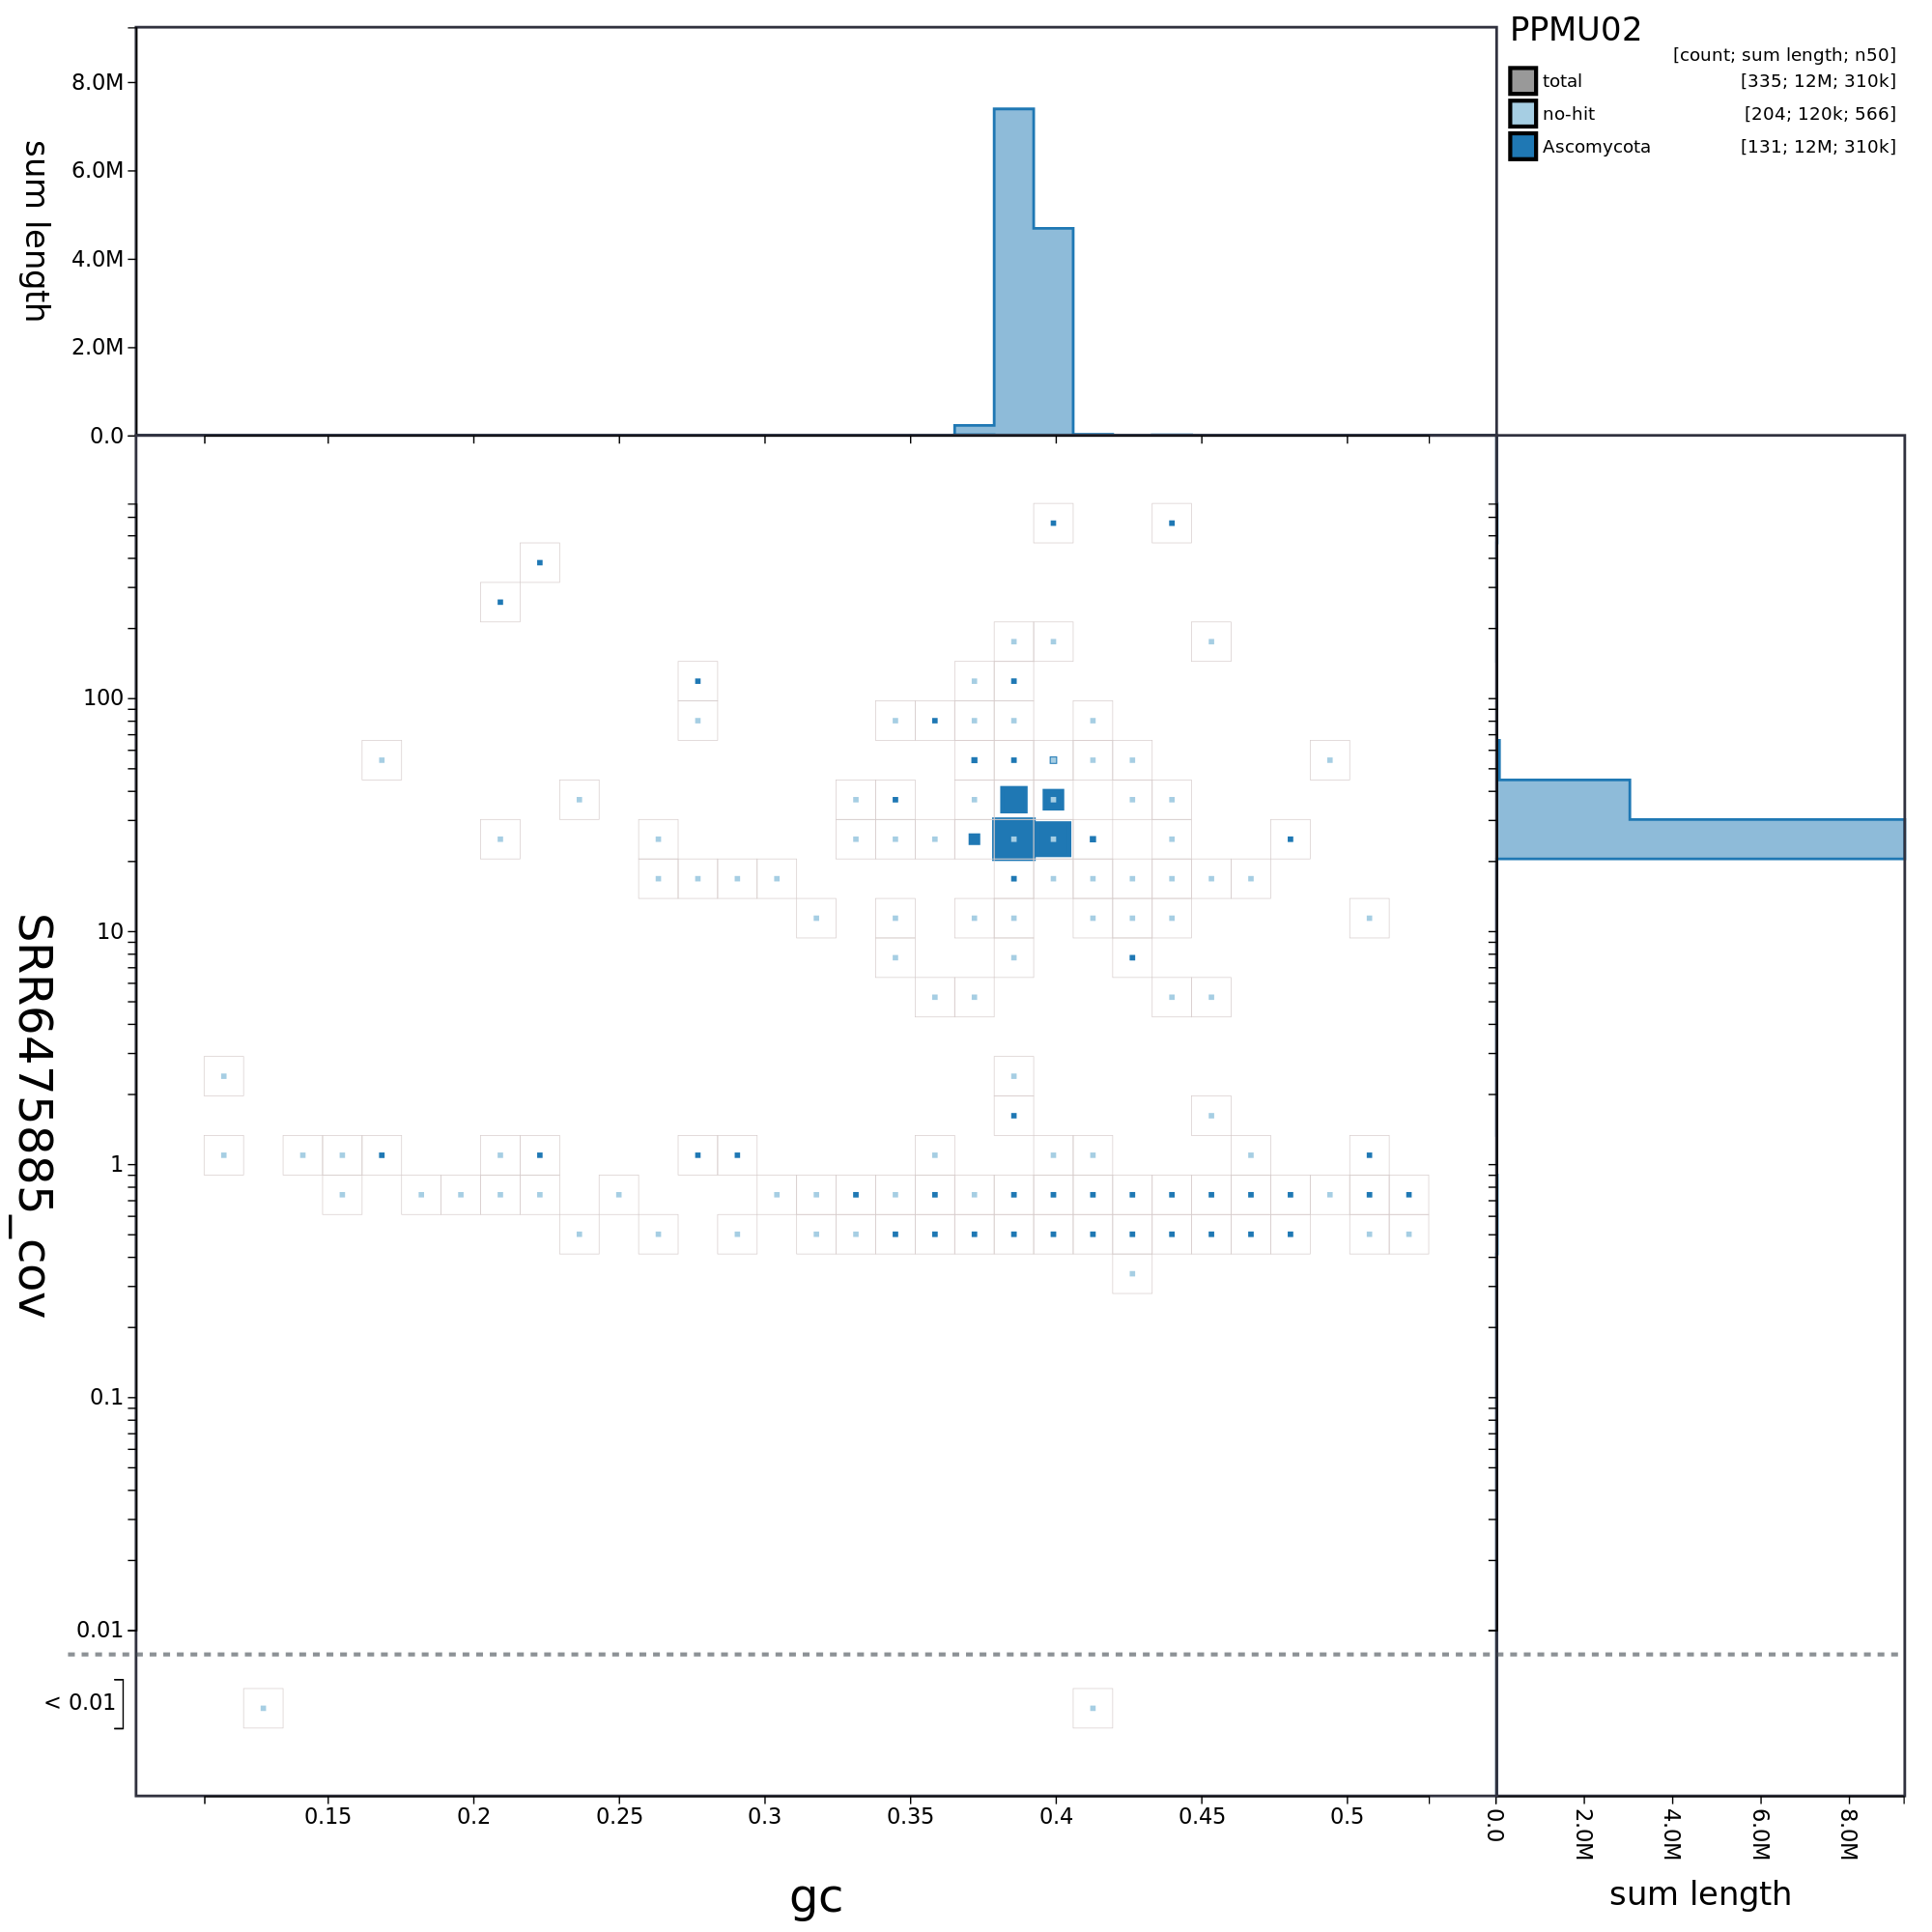 PPMU02
[count; sum length; n50]
total [335; 12M; 310k]
no-hit [204; 120k; 566]
Ascomycota [131; 12M; 310k]
sum length
8.0M
6.0M
4.0M
2.0M
0.0
SRR6475885_cov
100
10
1
0.1
0.01
< 0.01
0.15 0.2 0.25 0.3 0.35 0.4 0.45 0.5
gc
0.0 2.0M 4.0M 6.0M 8.0M
sum length